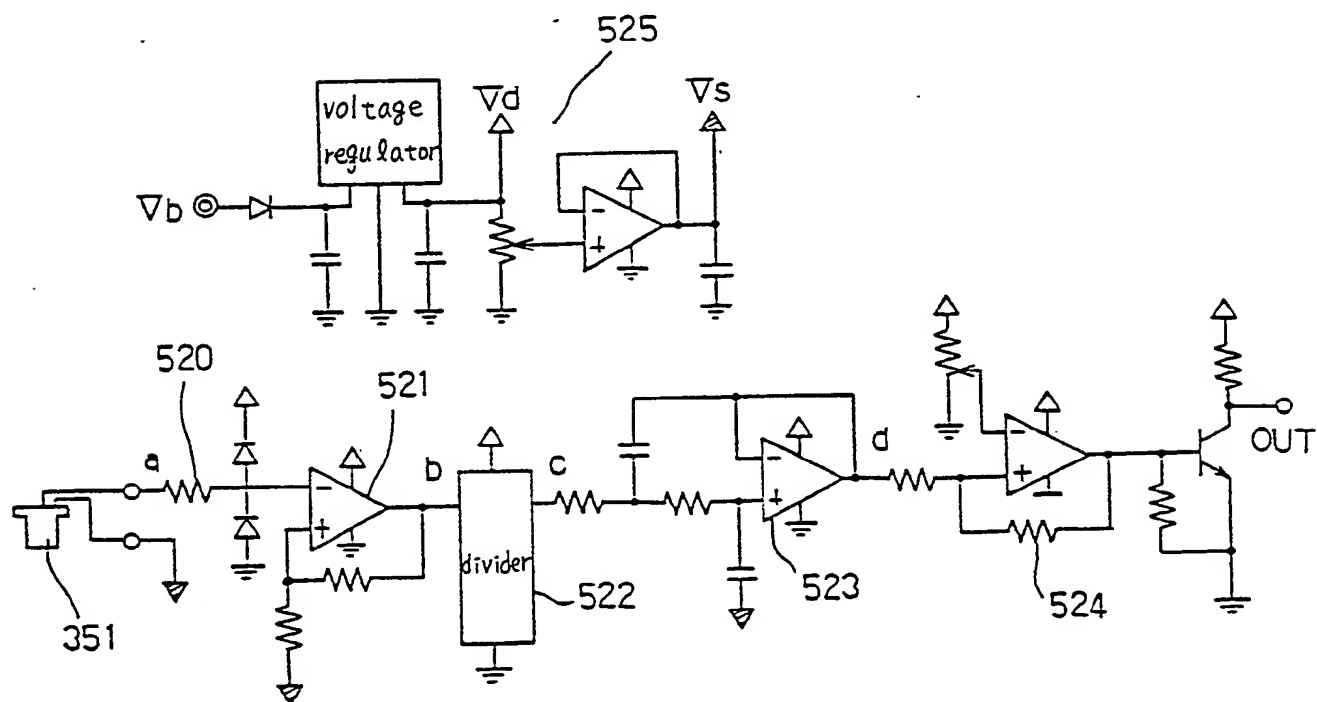 525
Vd
Vs
voltage
regulator
Vb
520
521
a
b
c
d
OUT
divider
522
523
524
351